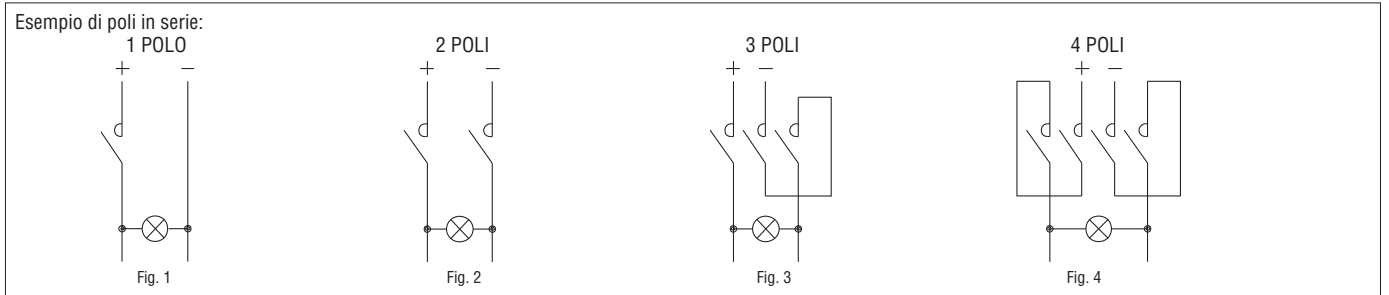 Esempio di poli in serie:
1 POLO 2 POLI 3 POLI 4 POLI
+ − + − + − + −
Fig. 1 Fig. 2 Fig. 3 Fig. 4